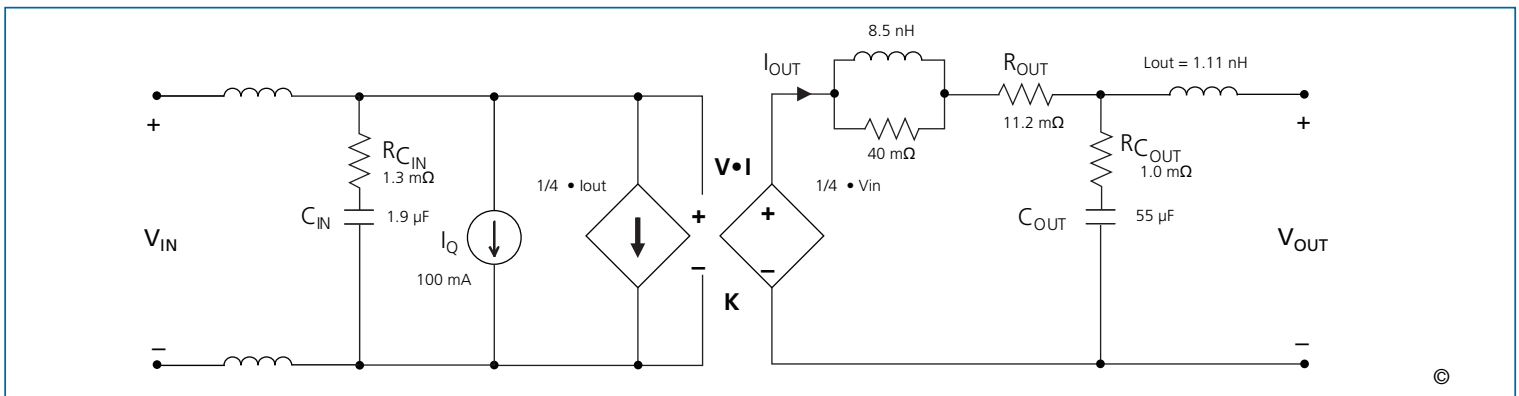 8.5 nH
IOUT
ROUT
Lout = 1.11 nH
+
RCIN
1.3 mΩ
40 mΩ
11.2 mΩ
+
V•I
RCOUT
1.0 mΩ
1/4 • Iout
1/4 • Vin
CIN
1.9 µF
+
+
COUT
55 µF
VIN
IQ
VOUT
100 mA
–
–
K
–
–
©